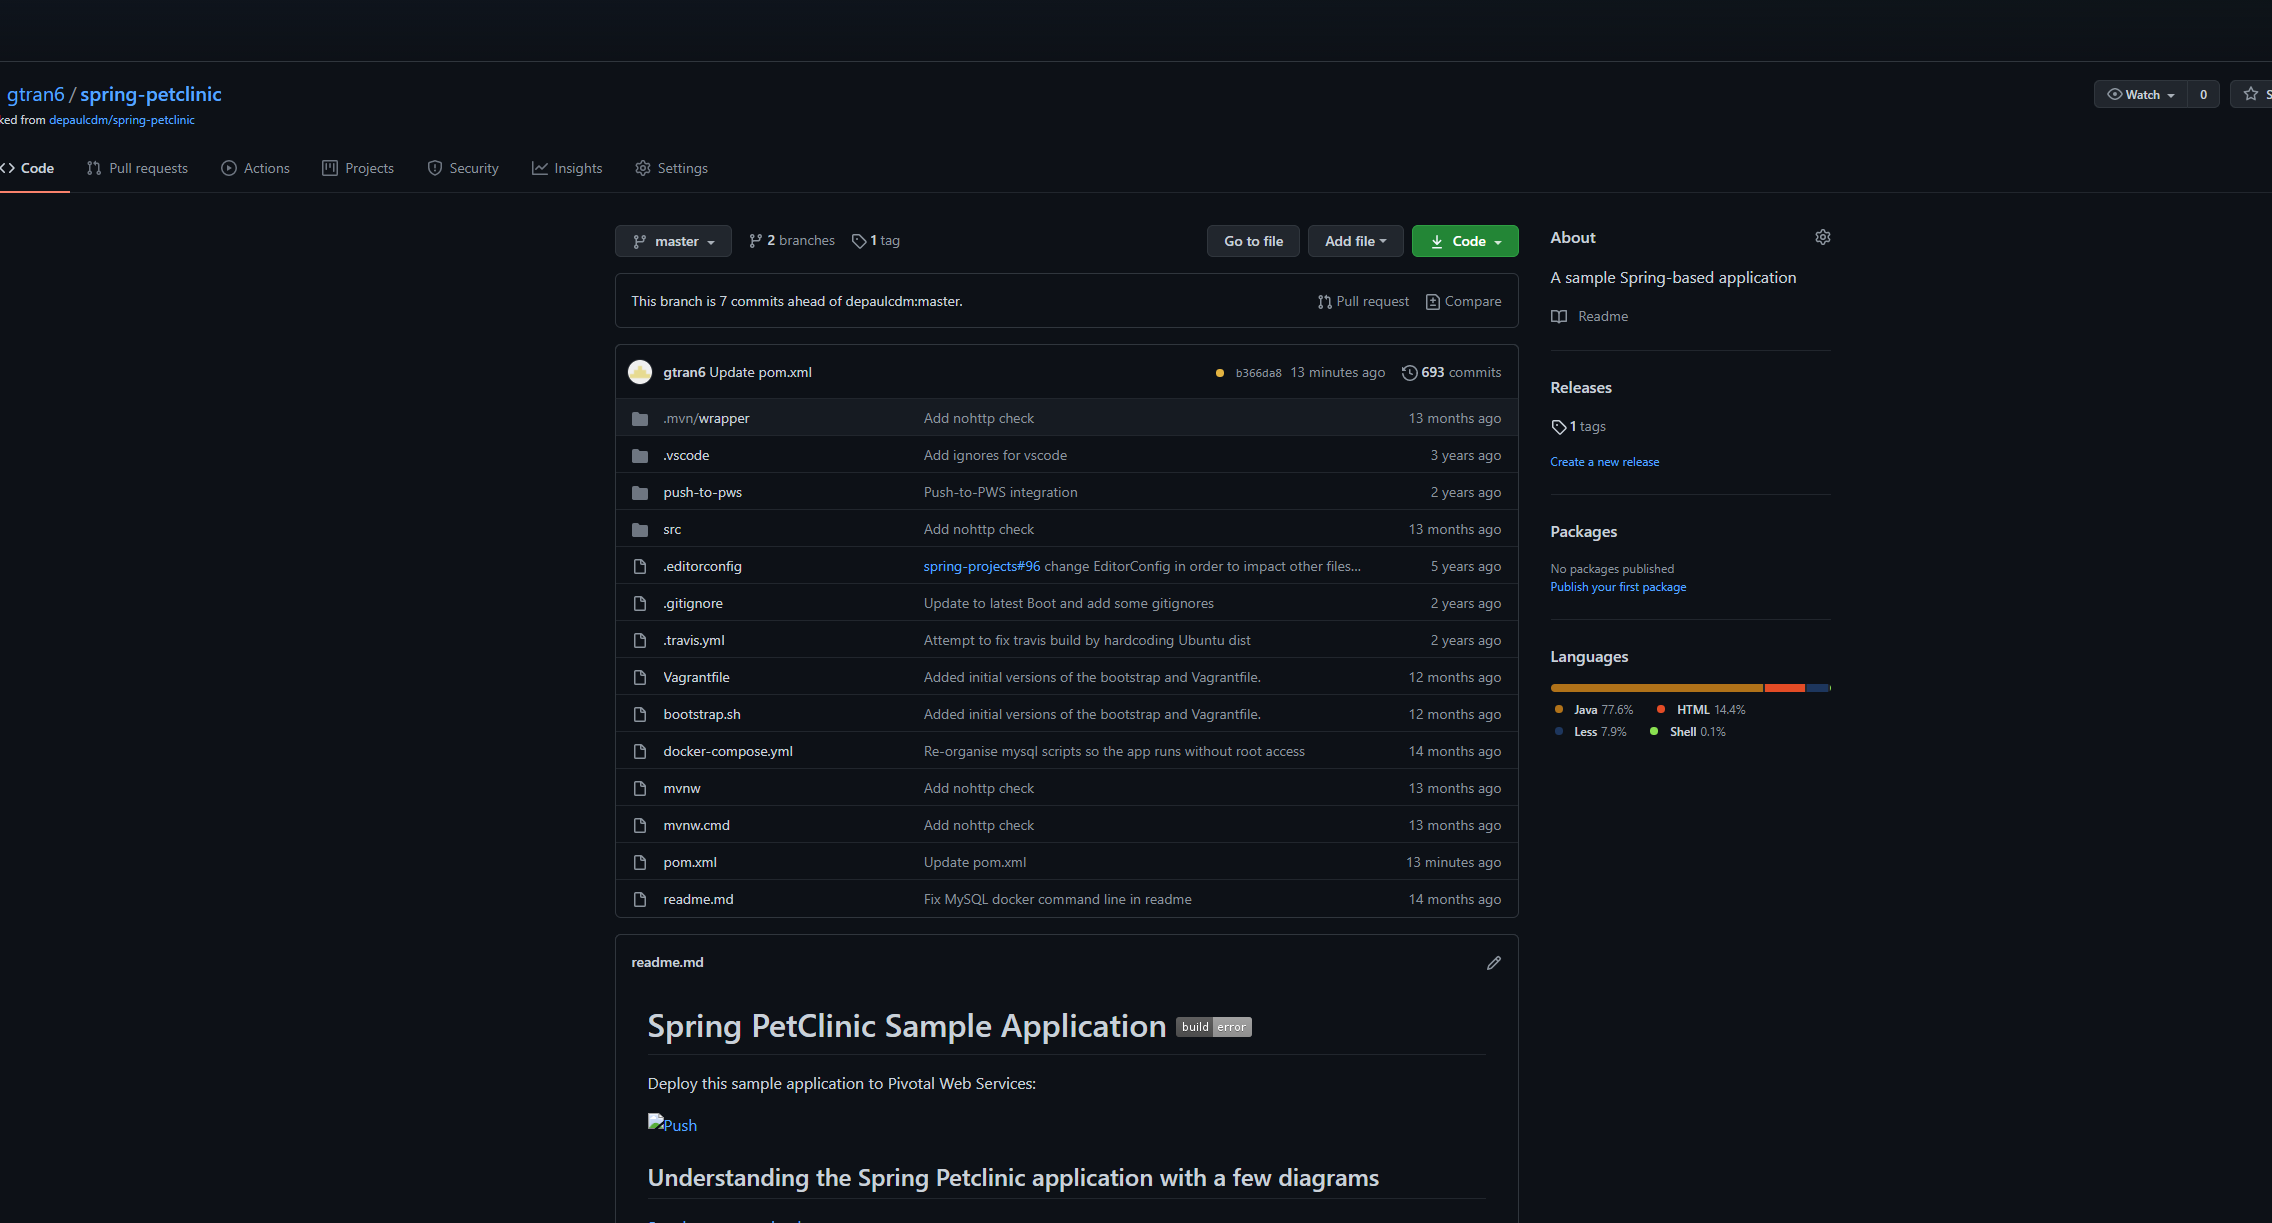 gtran6 / spring-petclinic
ked from depaulcdm/spring-petclinic
Watch 0
Code Pull requests Actions Projects Security Insights Settings
master 2 branches 1 tag Go to file Add file Code
This branch is 7 commits ahead of depaulcdm:master. Pull request Compare
gtran6 Update pom.xml b366da8 13 minutes ago 693 commits
.mvn/wrapper Add nohttp check 13 months ago
.vscode Add ignores for vscode 3 years ago
push-to-pws Push-to-PWS integration 2 years ago
src Add nohttp check 13 months ago
.editorconfig spring-projects#96 change EditorConfig in order to impact other files... 5 years ago
.gitignore Update to latest Boot and add some gitignores 2 years ago
.travis.yml Attempt to fix travis build by hardcoding Ubuntu dist 2 years ago
Vagrantfile Added initial versions of the bootstrap and Vagrantfile. 12 months ago
bootstrap.sh Added initial versions of the bootstrap and Vagrantfile. 12 months ago
docker-compose.yml Re-organise mysql scripts so the app runs without root access 14 months ago
mvnw Add nohttp check 13 months ago
mvnw.cmd Add nohttp check 13 months ago
pom.xml Update pom.xml 13 minutes ago
readme.md Fix MySQL docker command line in readme 14 months ago
readme.md
Spring PetClinic Sample Application build error
Deploy this sample application to Pivotal Web Services:
Push
Understanding the Spring Petclinic application with a few diagrams
About
A sample Spring-based application
Readme
Releases
1 tags
Create a new release
Packages
No packages published
Publish your first package
Languages
Java 77.6% HTML 14.4%
Less 7.9% Shell 0.1%